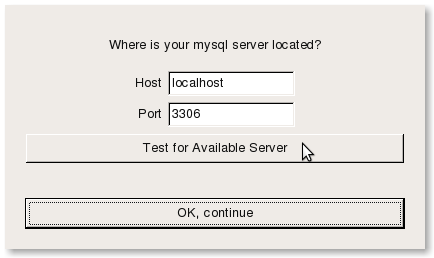 Where is your mysql server located?
Host localhost
Port 3306
Test for Available Server
OK, continue